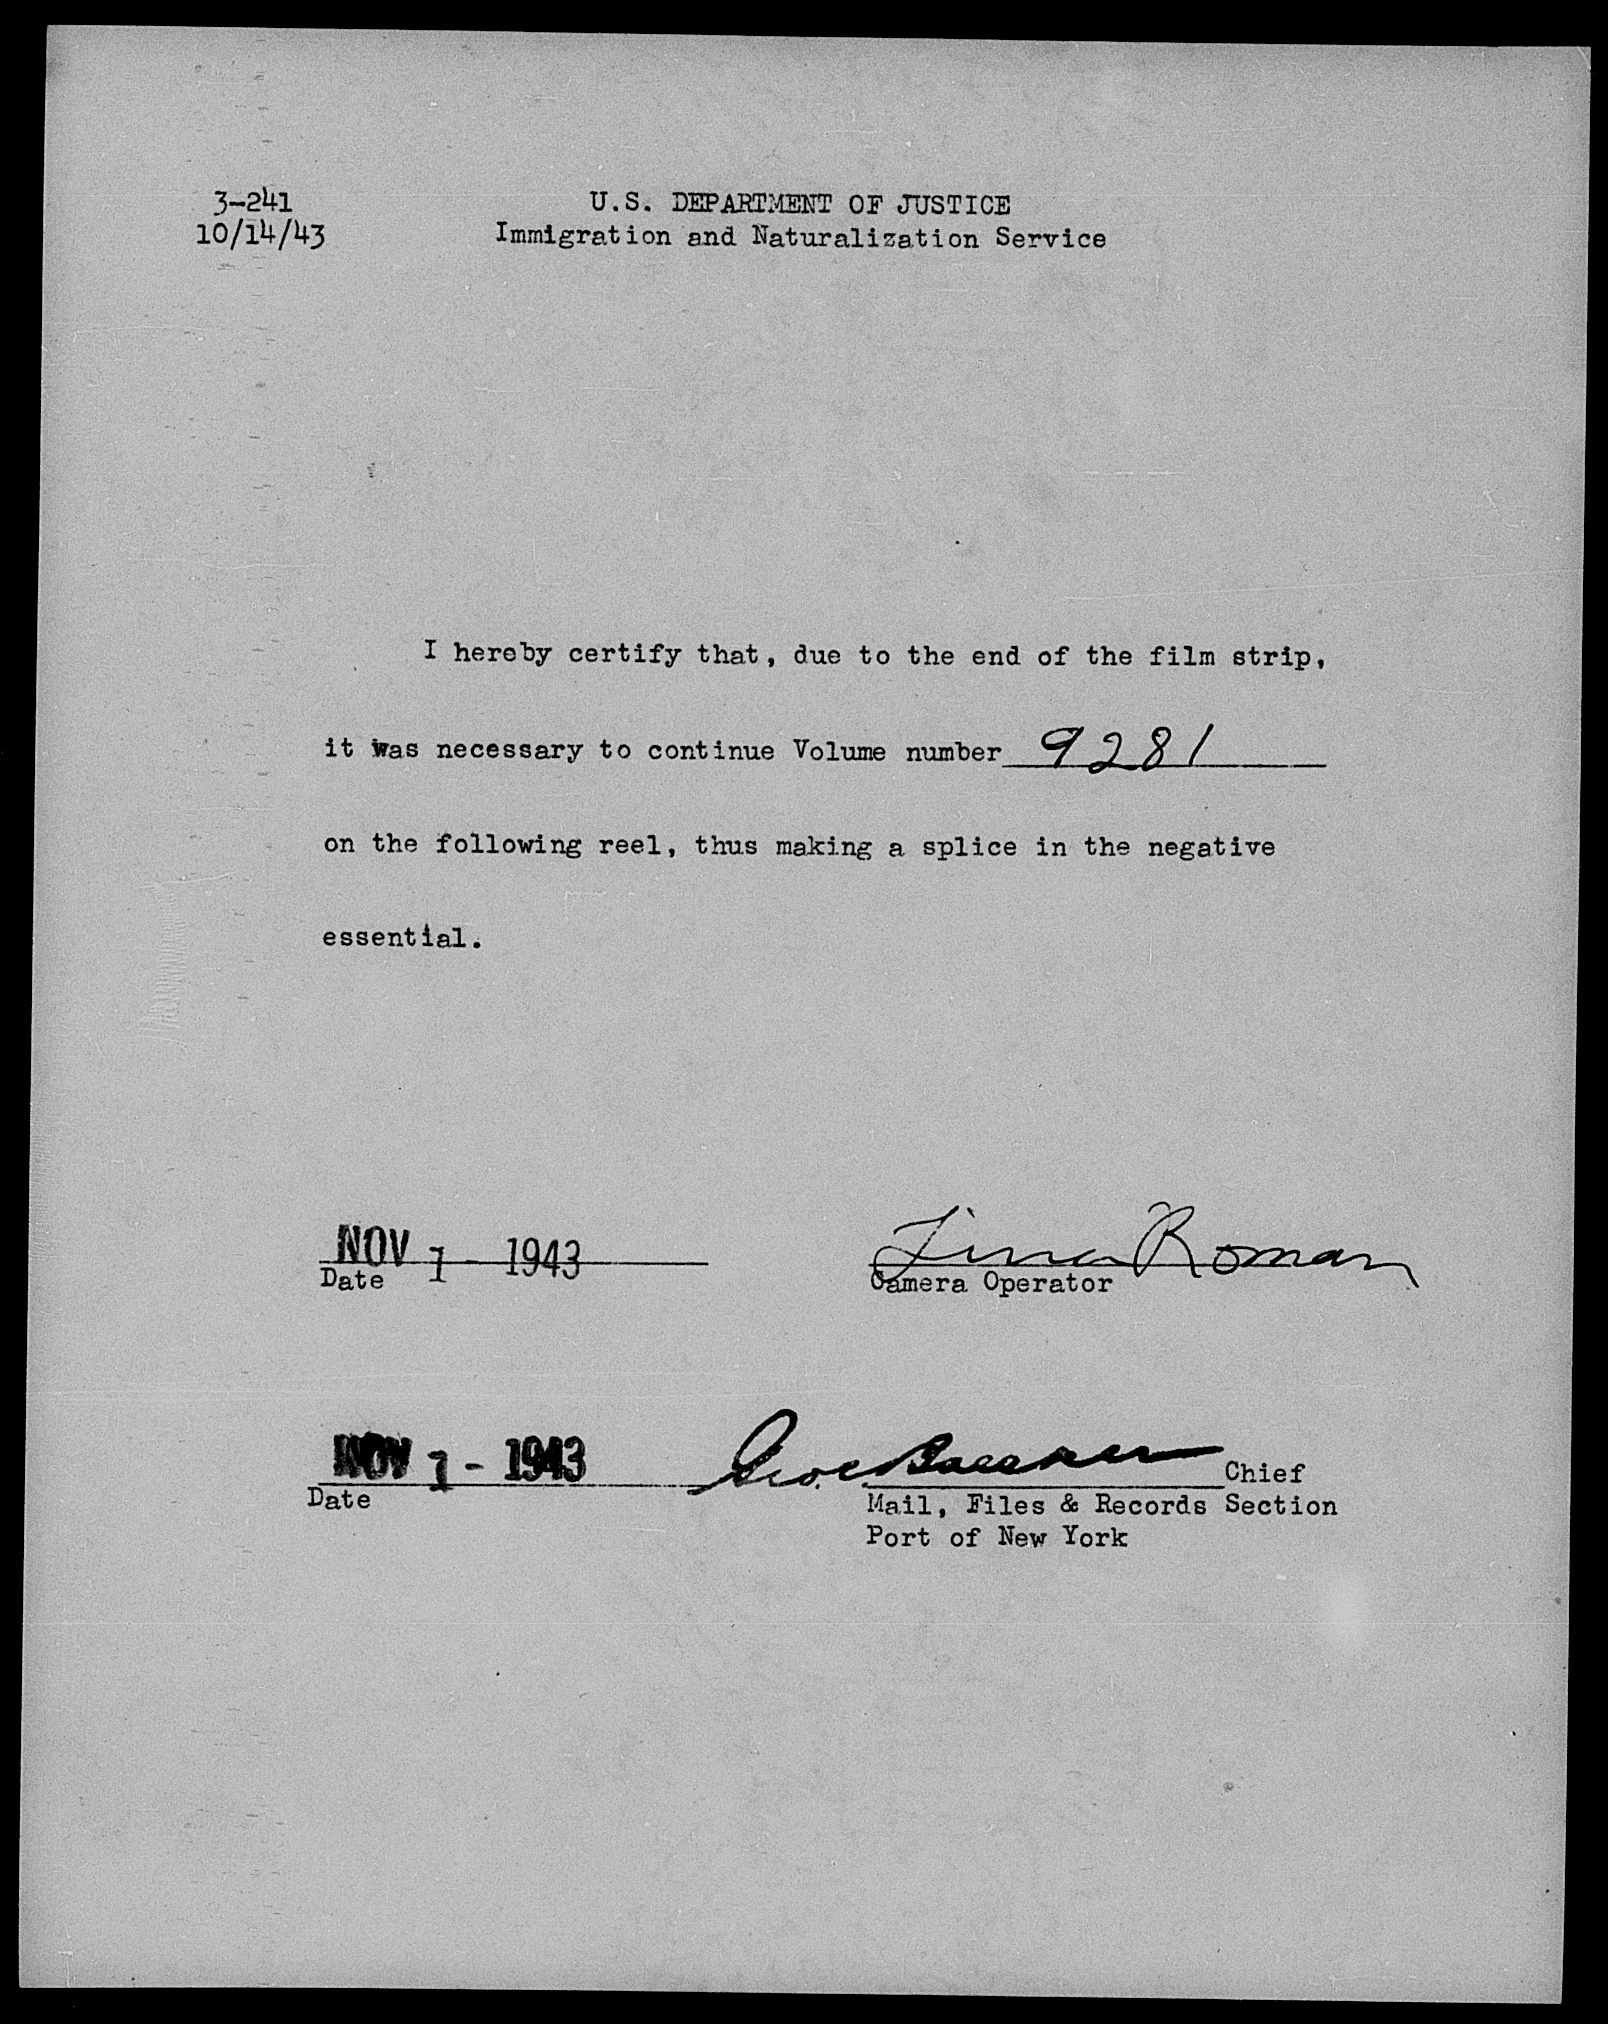 3-241
10/14/43
U.S. DEPARTMENT OF JUSTICE
Immigration and Naturalization Service
I hereby certify that, due to the end of the film strip,
it was necessary to continue Volume number 9281
on the following reel, thus making a splice in the negative
essential.
NOV 1 - 1943
Date
Roman
Camera Operator
NOV 1 - 1943
Date
Chief
Mail, Files & Records Section
Port of New York